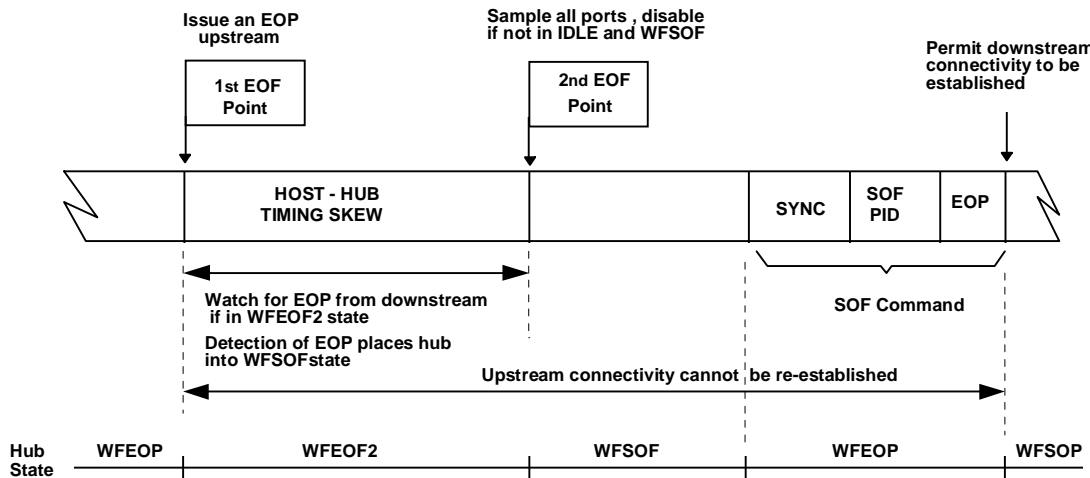 Issue an EOP
upstream
Sample all ports , disable
if not in IDLE and WFSOF
Permit downstream
connectivity to be
established
1st EOF
Point
2nd EOF
Point
HOST - HUB
TIMING SKEW
SYNC
SOF
PID
EOP
Watch for EOP from downstream
if in WFEOF2 state
SOF Command
Detection of EOP places hub
into WFSOFstate
Upstream connectivity cannot be re-established
Hub
State
WFEOP
WFEOF2
WFSOF
WFEOP
WFSOP